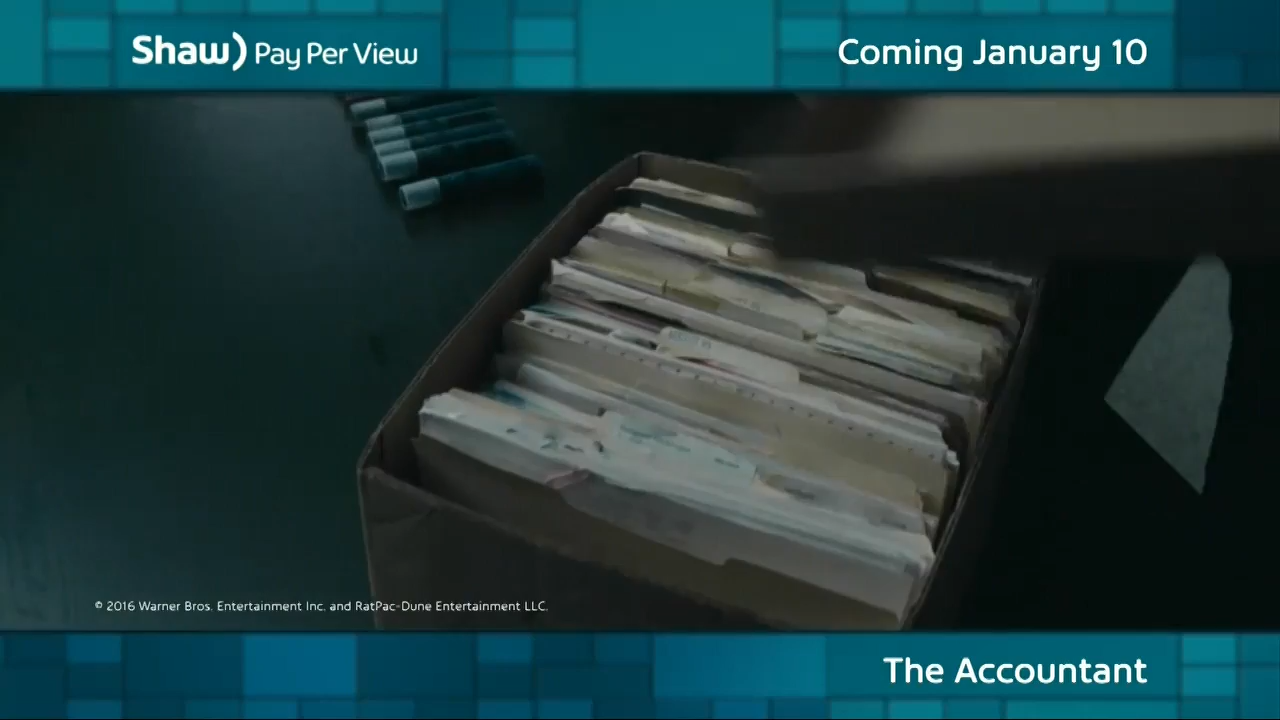 Shaw) Pay Per View
Coming January 10
© 2016 Warner Bros. Entertainment Inc. and RatPac-Dune Entertainment LLC.
The Accountant